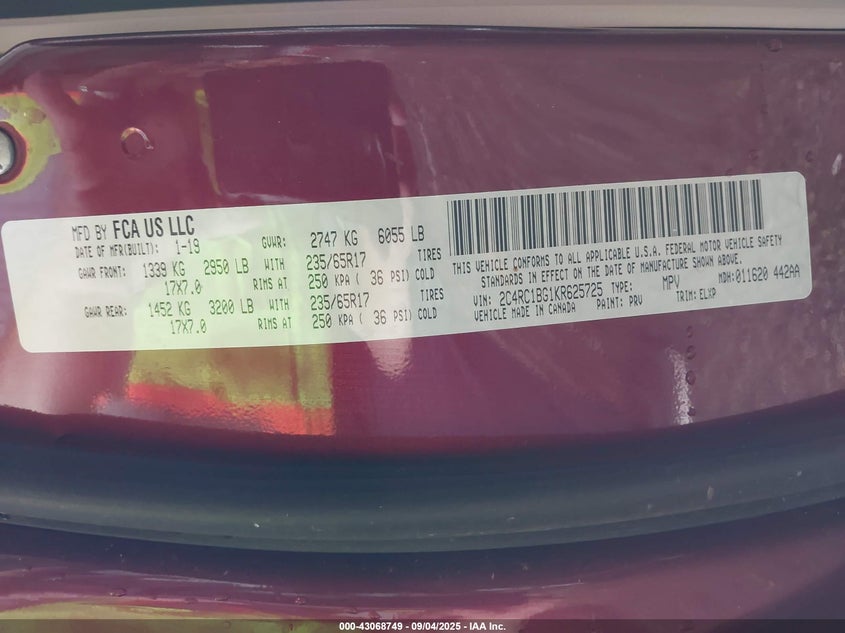 MFD BY FCA US LLC
DATE OF MFR(BUILT): 1-19 GVWR: 2747 KG 6055 LB
GAWR FRONT: 1339 KG 2950 LB WITH 235/65R17 TIRES
17X7.0 RIMS AT 250 KPA ( 36 PSI) COLD
GAWR REAR: 1452 KG 3200 LB WITH 235/65R17 TIRES
17X7.0 RIMS AT 250 KPA ( 36 PSI) COLD
THIS VEHICLE CONFORMS TO ALL APPLICABLE U.S.A. FEDERAL MOTOR VEHICLE SAFETY
STANDARDS IN EFFECT ON THE DATE OF MANUFACTURE SHOWN ABOVE.
VIN: 2C4RC1BG1KR625725 TYPE: MPV MDH:011620 442AA
VEHICLE MADE IN CANADA PAINT: PRV TRIM: ELXP
000-43068749 - 09/04/2025 - IAA Inc.